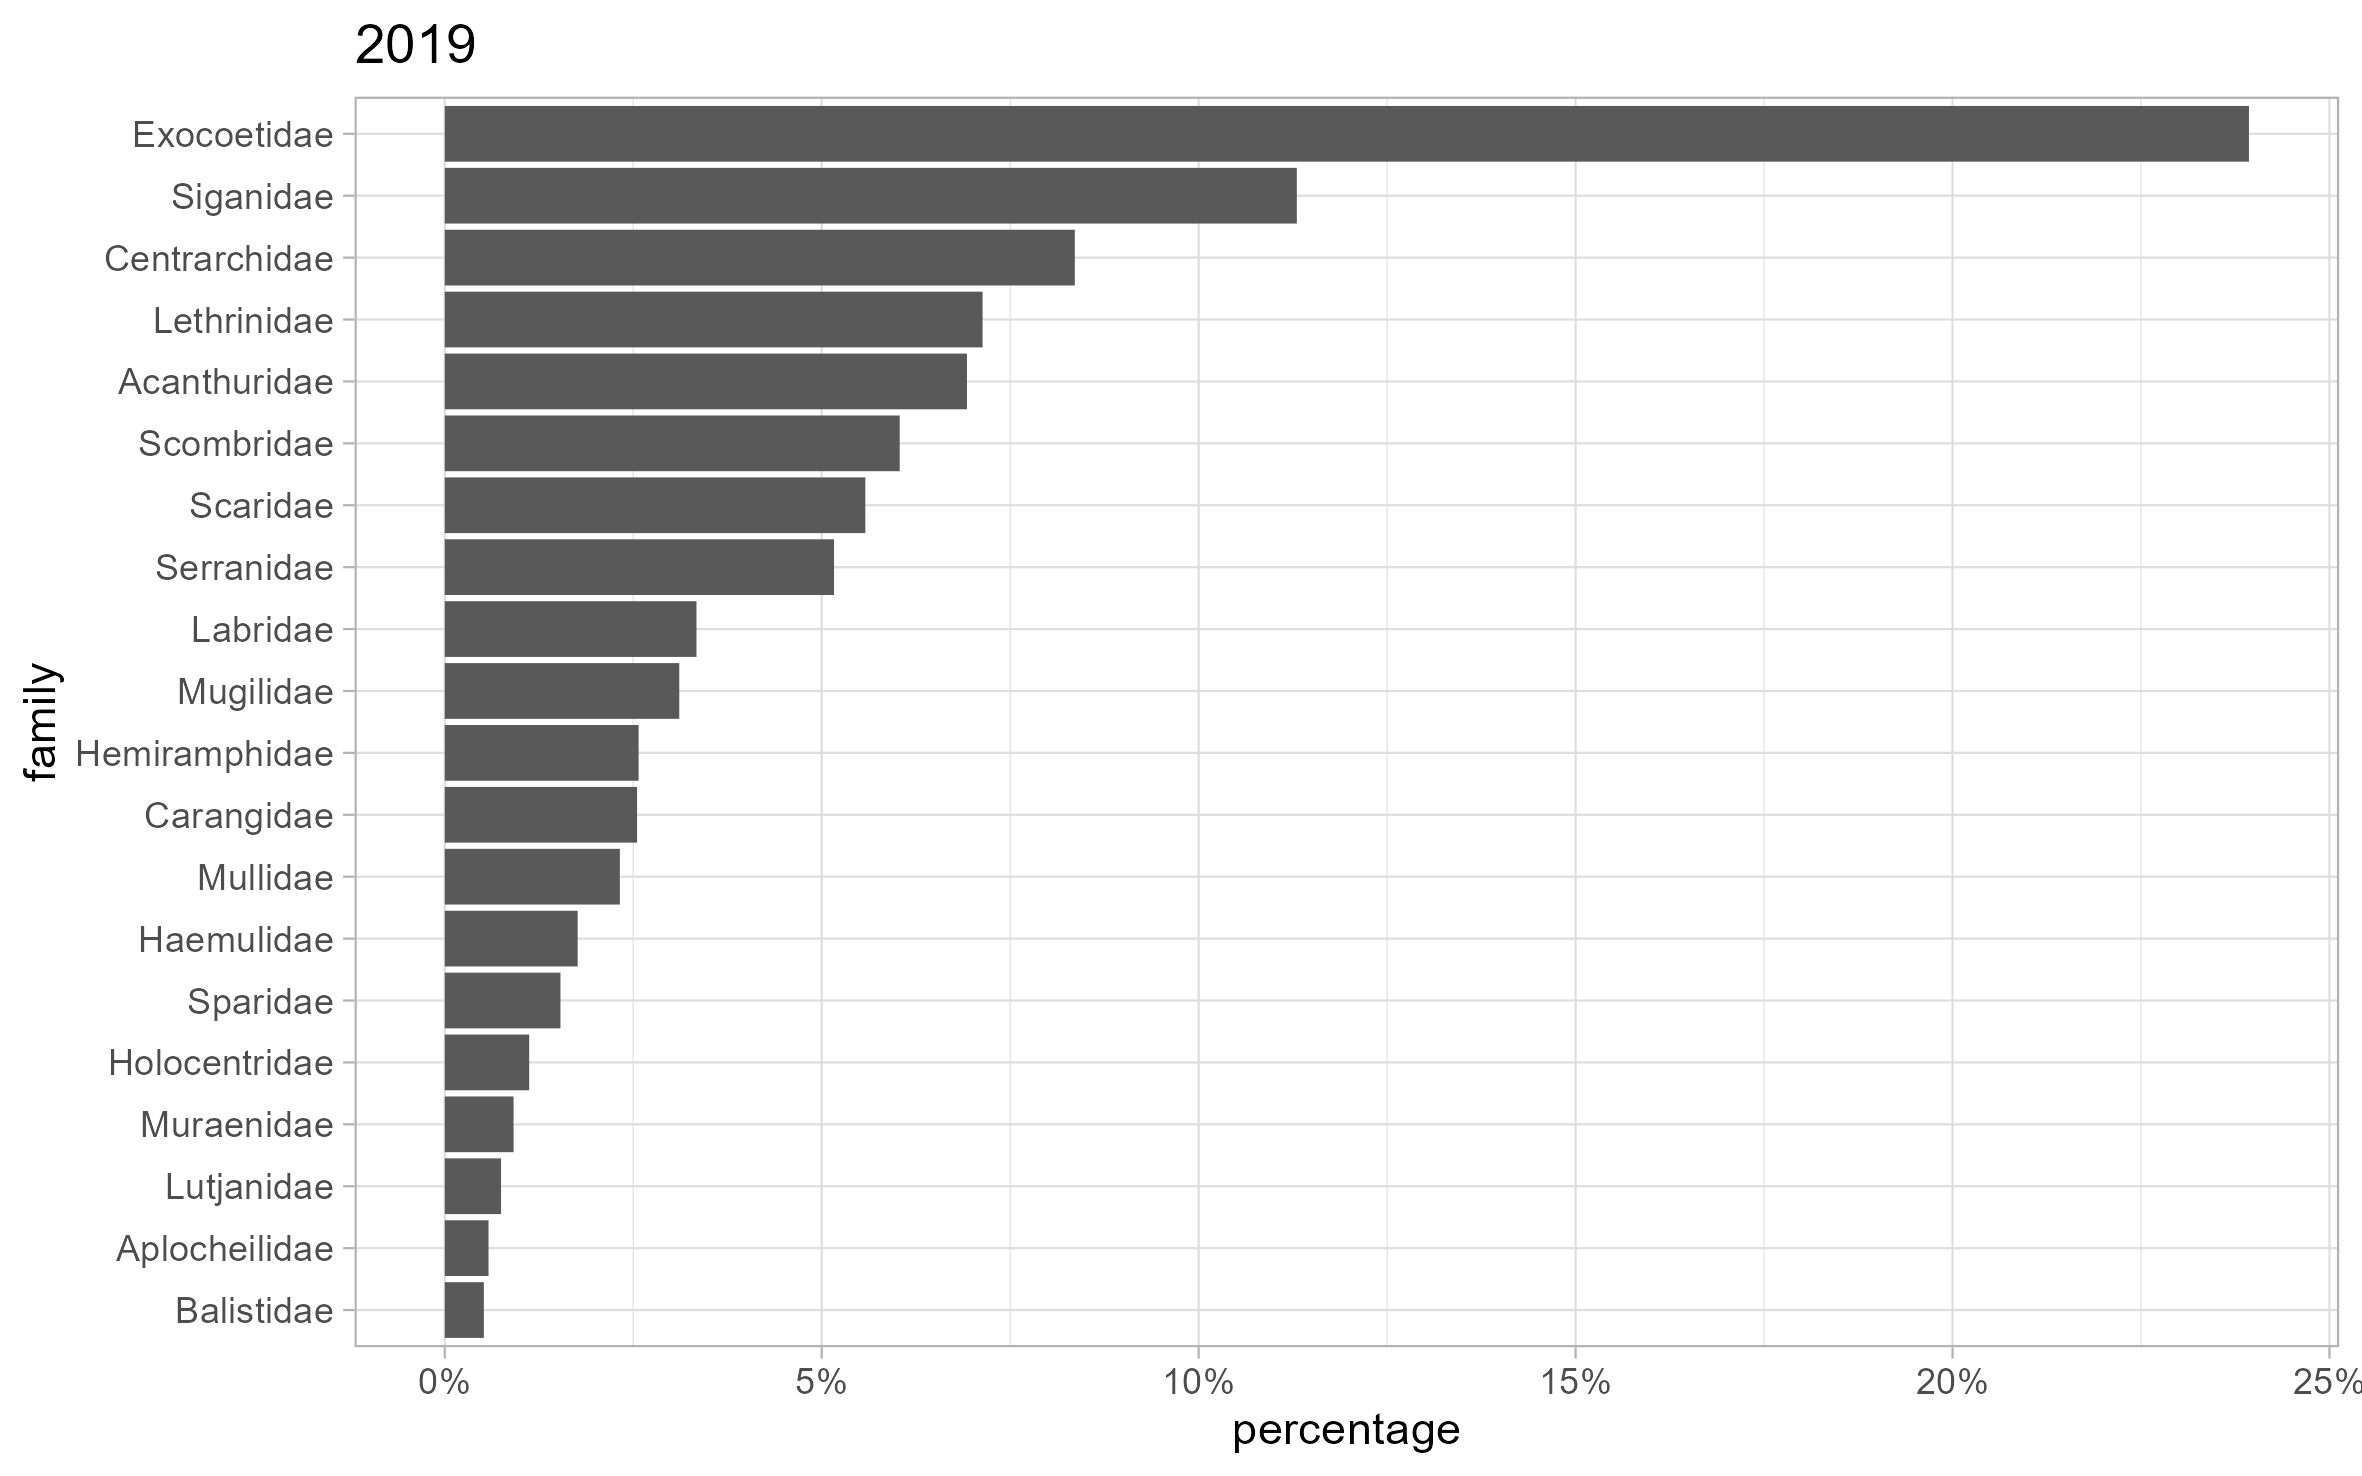 2019
family
Exocoetidae
Siganidae
Centrarchidae
Lethrinidae
Acanthuridae
Scombridae
Scaridae
Serranidae
Labridae
Mugilidae
Hemiramphidae
Carangidae
Mullidae
Haemulidae
Sparidae
Holocentridae
Muraenidae
Lutjanidae
Aplocheilidae
Balistidae
0% 5% 10% 15% 20% 25%
percentage